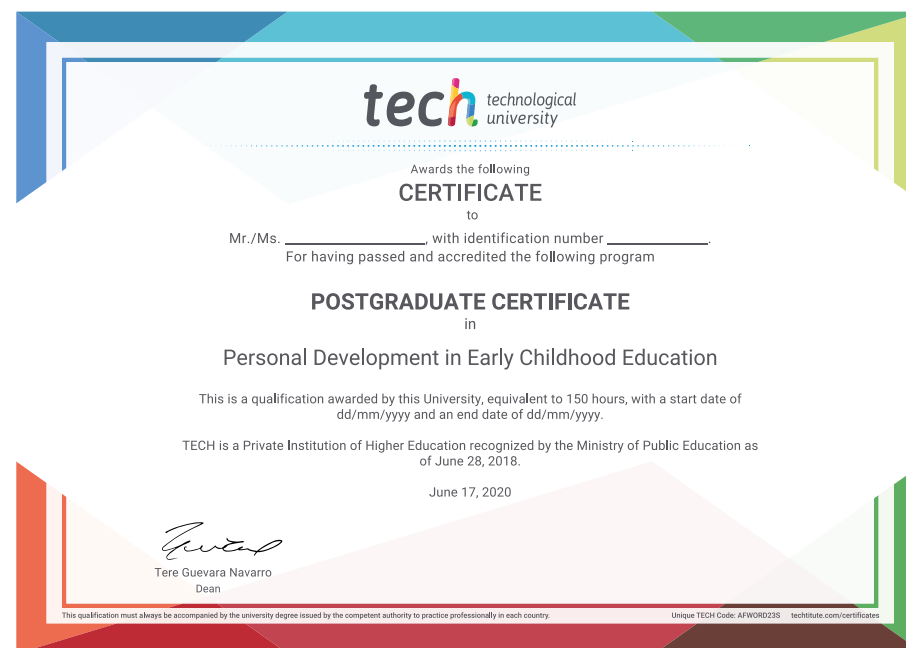 tech technological
university
Awards the following
CERTIFICATE
to
Mr./Ms. ____________________, with identification number ______________.
For having passed and accredited the following program
POSTGRADUATE CERTIFICATE
in
Personal Development in Early Childhood Education
This is a qualification awarded by this University, equivalent to 150 hours, with a start date of
dd/mm/yyyy and an end date of dd/mm/yyyy.
TECH is a Private Institution of Higher Education recognized by the Ministry of Public Education as
of June 28, 2018.
June 17, 2020
Tere Guevara Navarro
Dean
This qualification must always be accompanied by the university degree issued by the competent authority to practice professionally in each country. Unique TECH Code: AFWORD23S techtitute.com/certificates